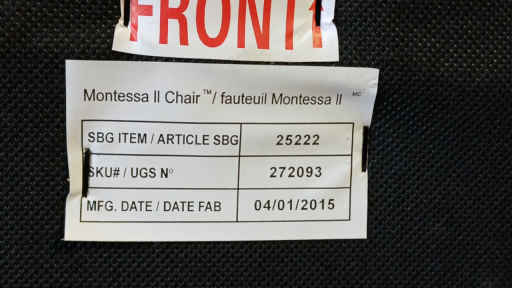 FRONT↑
Montessa II Chair™/ fauteuil Montessa II MC
SBG ITEM / ARTICLE SBG 25222
SKU# / UGS Nº 272093
MFG. DATE / DATE FAB 04/01/2015